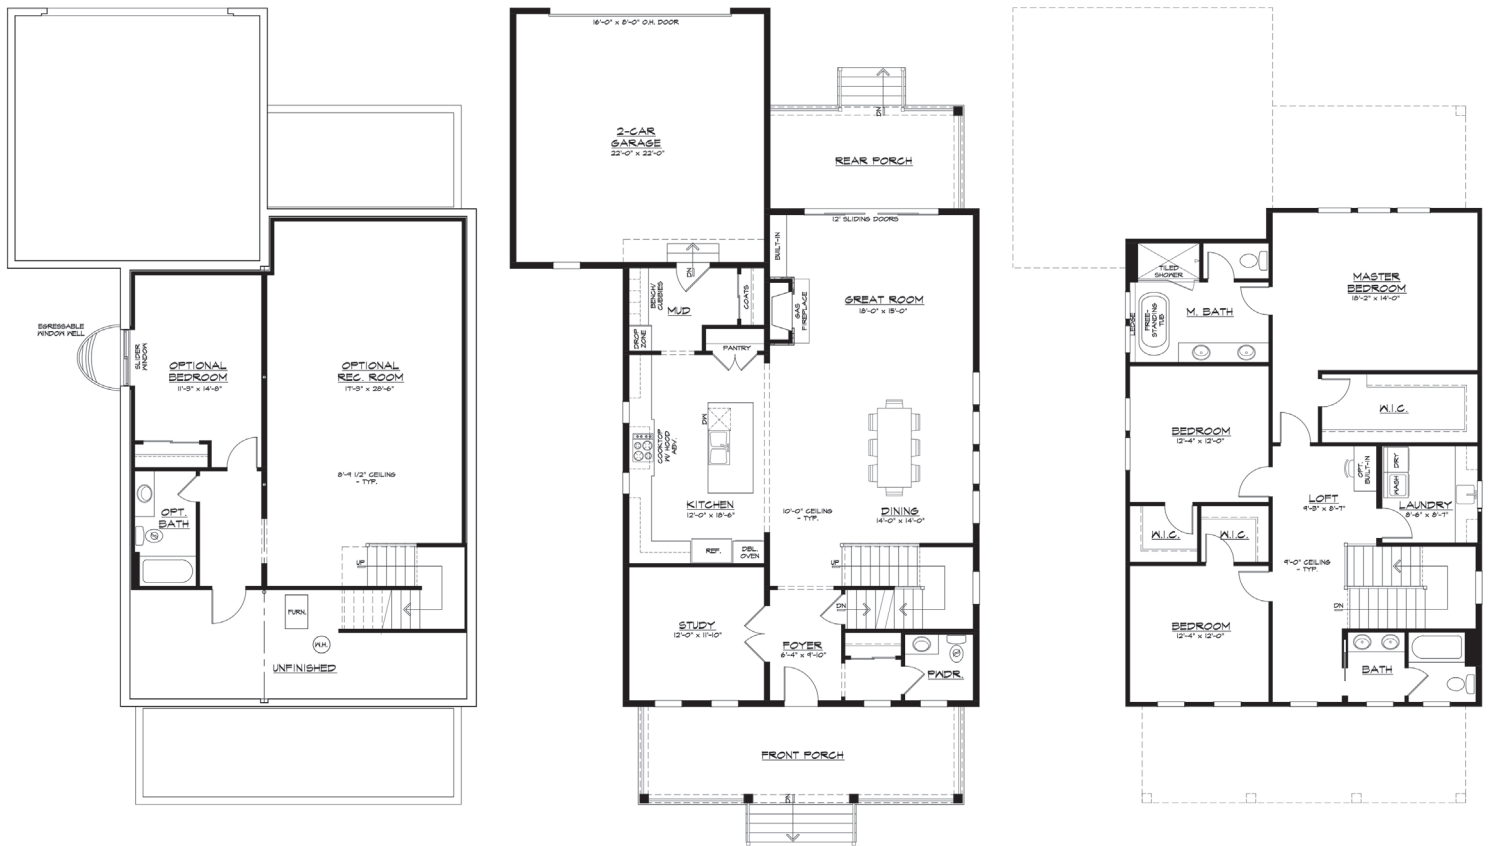 EGRESSABLE
WINDOW WELL
SLIDER
WINDOW
OPTIONAL
BEDROOM
11'-3" x 14'-8"
OPTIONAL
REC. ROOM
17'-3" x 28'-6"
8'-9 1/2" CEILING
- TYP.
OPT.
BATH
UP
FURN.
W.H.
UNFINISHED
16'-0" x 8'-0" O.H. DOOR
2-CAR
GARAGE
22'-0" x 22'-0"
DN
REAR PORCH
12' SLIDING DOORS
BUILT-IN
DN
BENCH/
CUBBIES
MUD
COATS
DROP
ZONE
PANTRY
GAS
FIREPLACE
GREAT ROOM
18'-0" x 15'-0"
COOKTOP
W/ HOOD
ABV.
DW
KITCHEN
12'-0" x 18'-6"
10'-0" CEILING
- TYP.
DINING
14'-0" x 14'-0"
REF.
DBL.
OVEN
UP
DN
STUDY
12'-0" x 11'-10"
FOYER
8'-4" x 9'-10"
PWDR.
FRONT PORCH
DN
TILED
SHOWER
LEDGE
FREE-
STANDING
TUB
M. BATH
MASTER
BEDROOM
18'-2" x 14'-0"
W.I.C.
BEDROOM
12'-4" x 12'-0"
OPT.
BUILT-IN
DRY
WASH
LOFT
9'-3" x 8'-7"
LAUNDRY
8'-8" x 8'-7"
W.I.C.
W.I.C.
9'-0" CEILING
- TYP.
DN
BEDROOM
12'-4" x 12'-0"
BATH